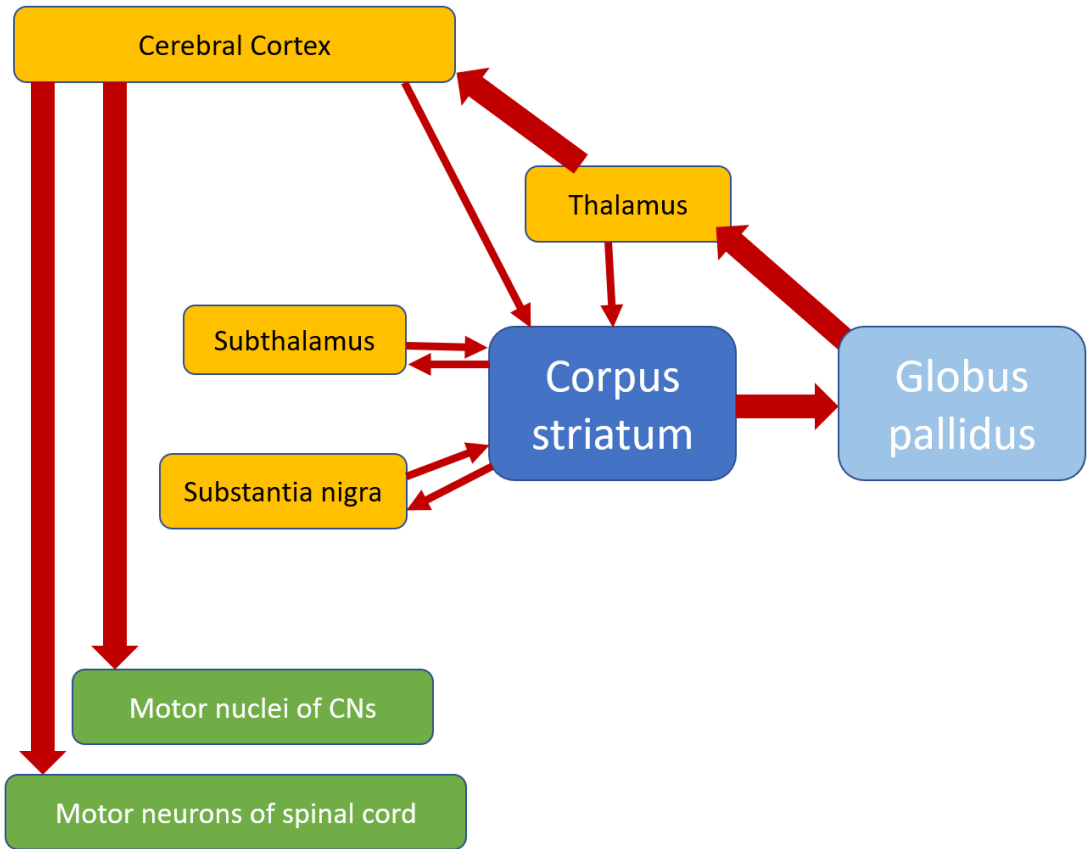 Cerebral Cortex
Thalamus
Subthalamus
Corpus
striatum
Globus
pallidus
Substantia nigra
Motor nuclei of CNs
Motor neurons of spinal cord